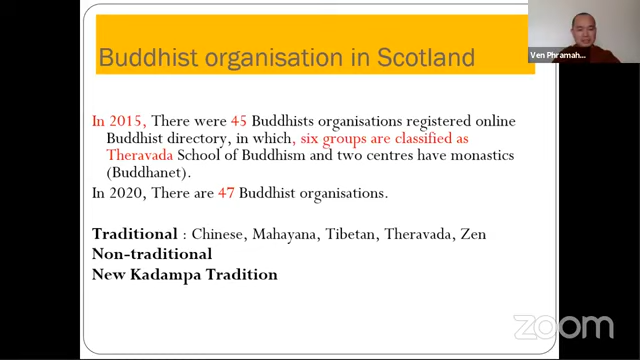 Buddhist organisation in Scotland
Ven Phramah...
In 2015, There were 45 Buddhists organisations registered online
Buddhist directory, in which, six groups are classified as
Theravada School of Buddhism and two centres have monastics
(Buddhanet).
In 2020, There are 47 Buddhist organisations.
Traditional : Chinese, Mahayana, Tibetan, Theravada, Zen
Non-traditional
New Kadampa Tradition
zoom